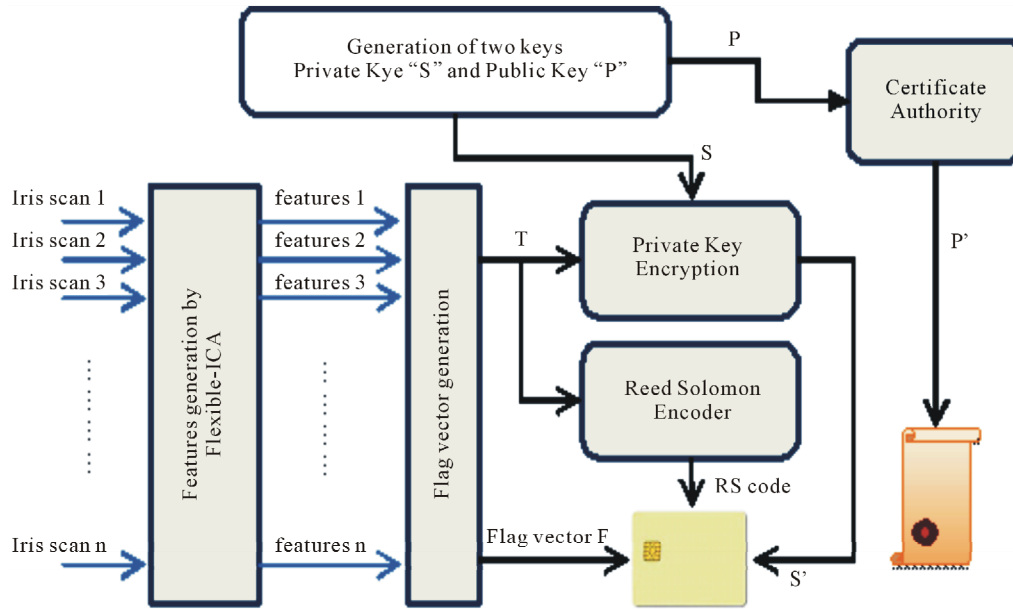 Generation of two keys
Private Kye “S” and Public Key “P”
P
Certificate
Authority
S
Iris scan 1
Iris scan 2
Iris scan 3
Iris scan n
Features generation by
Flexible-ICA
features 1
features 2
features 3
features n
Flag vector generation
T
Private Key
Encryption
Reed Solomon
Encoder
RS code
Flag vector F
S’
P’